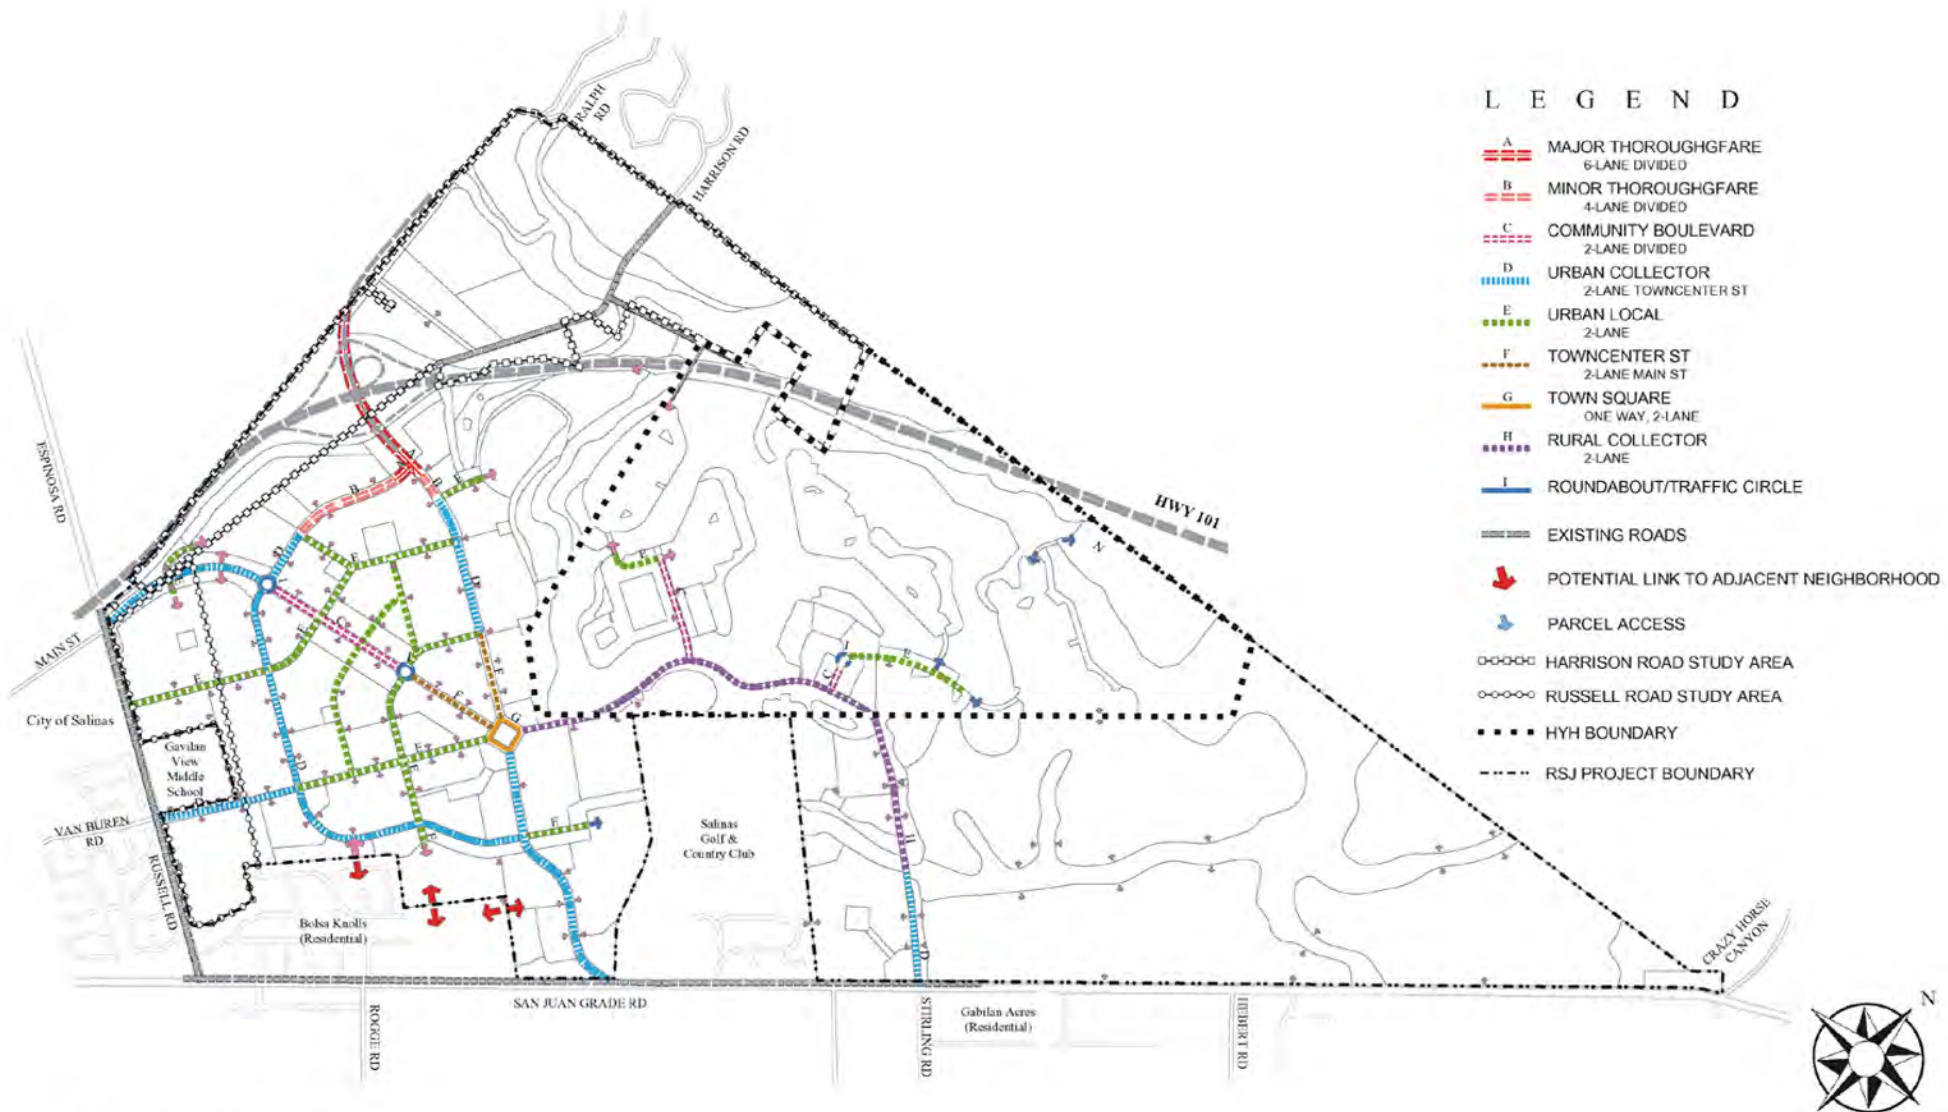 RALPH
RD
HARRISON RD
ESPINOSA RD
HWY 101
N
A
B
B
E
D
E
D
I
C
E
E
E
F
F
G
E
E
E
D
E
E
H
D
I
C
E
MAIN ST
City of Salinas
Gavilan
View
Middle
School
VAN BUREN
RD
RUSSELL RD
Bolsa Knolls
(Residential)
Salinas
Golf &
Country Club
SAN JUAN GRADE RD
ROGGE RD
STIRLING RD
Gabilan Acres
(Residential)
HEBERT RD
CRAZY HORSE
CANYON
LEGEND
A
MAJOR THOROUGHGFARE
6-LANE DIVIDED
B
MINOR THOROUGHGFARE
4-LANE DIVIDED
C
COMMUNITY BOULEVARD
2-LANE DIVIDED
D
URBAN COLLECTOR
2-LANE TOWNCENTER ST
E
URBAN LOCAL
2-LANE
F
TOWNCENTER ST
2-LANE MAIN ST
G
TOWN SQUARE
ONE WAY, 2-LANE
H
RURAL COLLECTOR
2-LANE
I
ROUNDABOUT/TRAFFIC CIRCLE
EXISTING ROADS
POTENTIAL LINK TO ADJACENT NEIGHBORHOOD
PARCEL ACCESS
HARRISON ROAD STUDY AREA
RUSSELL ROAD STUDY AREA
HYH BOUNDARY
RSJ PROJECT BOUNDARY
N